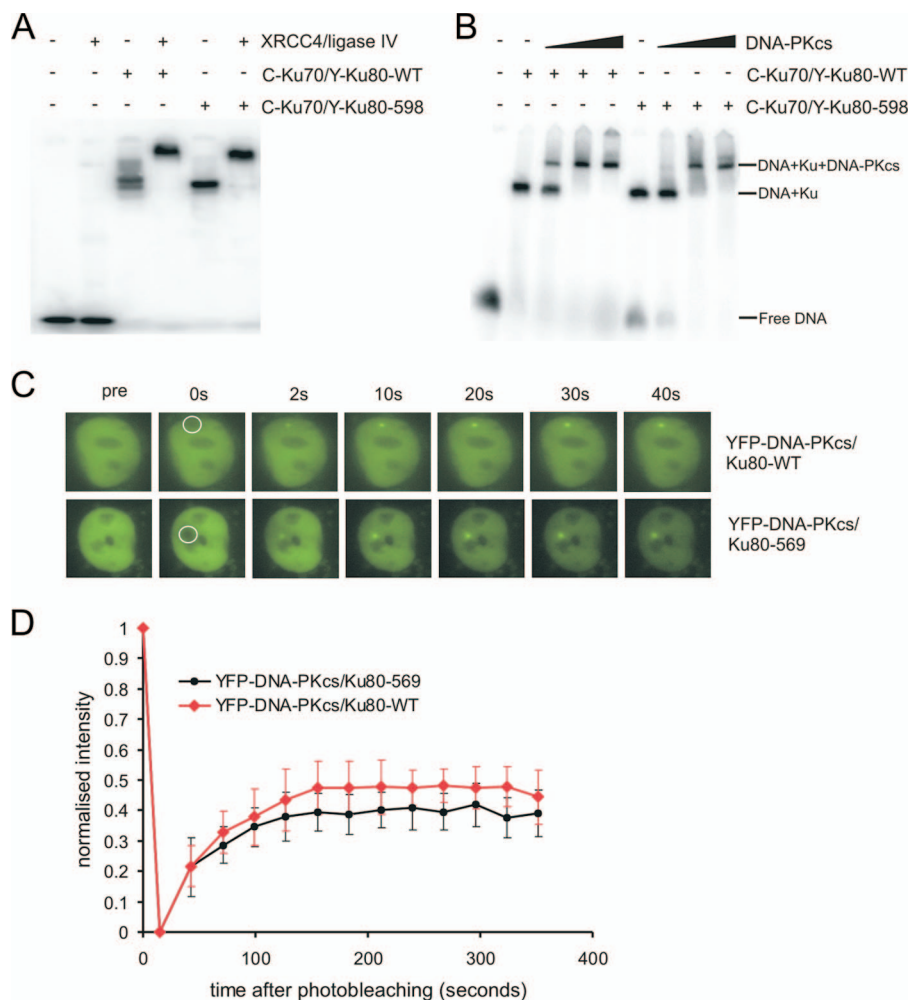 A
- + - + - + XRCC4/ligase IV
- - + + - - C-Ku70/Y-Ku80-WT
- - - - + + C-Ku70/Y-Ku80-598
B
- - - DNA-PKcs
- + + + + - - - - C-Ku70/Y-Ku80-WT
- - - - - + + + + C-Ku70/Y-Ku80-598
DNA+Ku+DNA-PKcs
DNA+Ku
Free DNA
C
pre 0s 2s 10s 20s 30s 40s
YFP-DNA-PKcs/
Ku80-WT
YFP-DNA-PKcs/
Ku80-569
D
YFP-DNA-PKcs/Ku80-569
YFP-DNA-PKcs/Ku80-WT
normalised intensity
1
0.9
0.8
0.7
0.6
0.5
0.4
0.3
0.2
0.1
0
0 100 200 300 400
time after photobleaching (seconds)